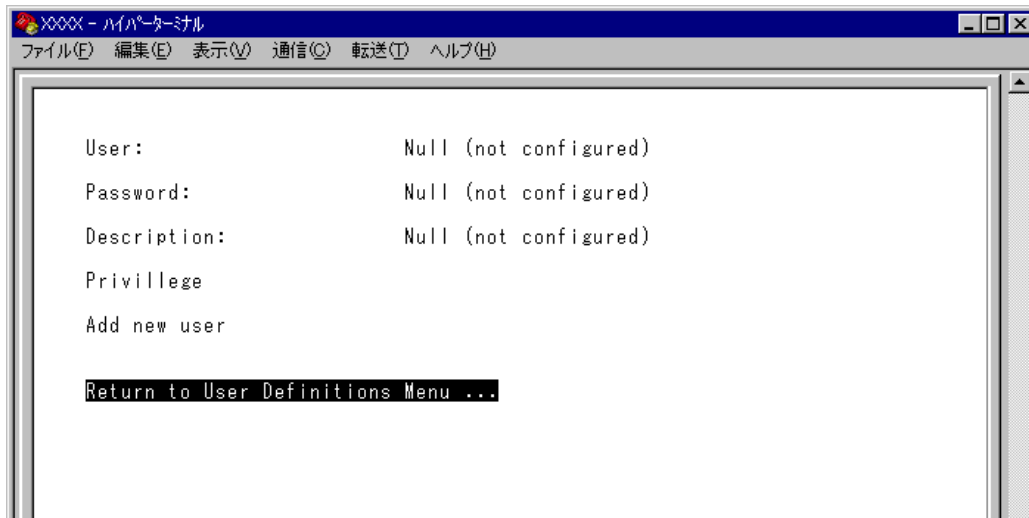 XXXX - ハイパーターミナル
ファイル(F) 編集(E) 表示(V) 通信(C) 転送(T) ヘルプ(H)
User: Null (not configured)
Password: Null (not configured)
Description: Null (not configured)
Privillege
Add new user
Return to User Definitions Menu ...